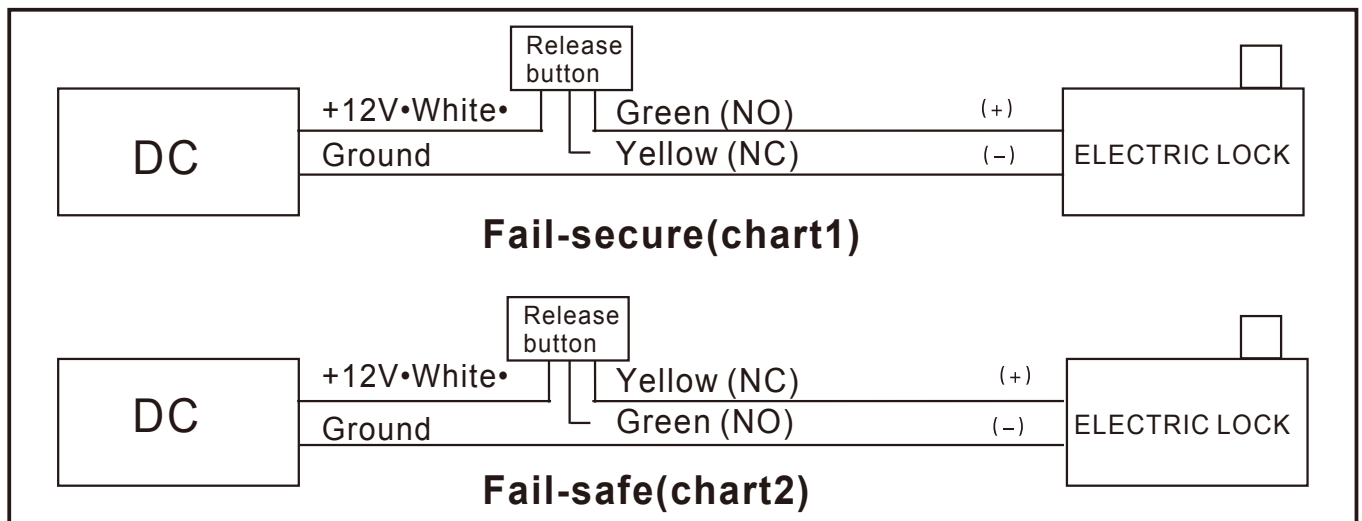 Release
button
+12V•White•
Green (NO)
(+)
DC
Ground
Yellow (NC)
(-)
ELECTRIC LOCK
Fail-secure(chart1)
Release
button
+12V•White•
Yellow (NC)
(+)
DC
Ground
Green (NO)
(-)
ELECTRIC LOCK
Fail-safe(chart2)